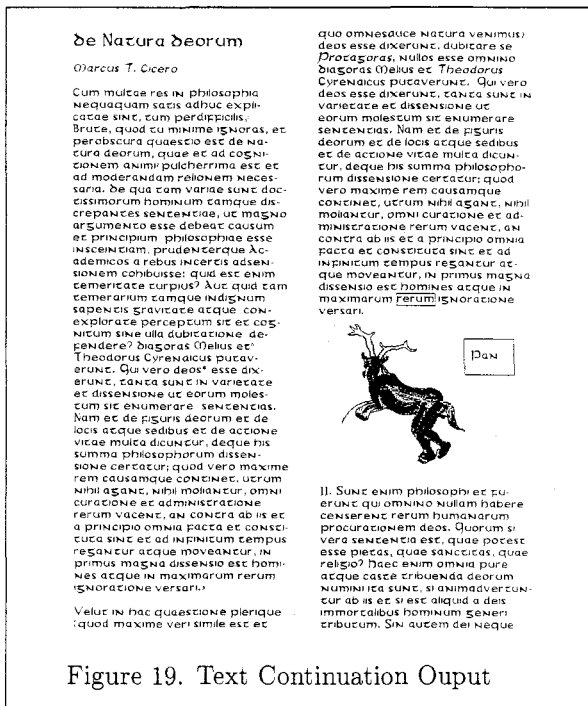 de Natura deorum
Marcus T. Cicero
Cum multae res in philosophia
nequaquam satis adhuc expli-
catae sint, tum perdifficilis,
Brute, quod tu minime ignoras, et
perobscura quaestio est de na-
tura deorum, quae et ad cogni-
tionem animi pulcherrima est et
ad moderandam relionem neces-
saria. De qua tam variae sunt doc-
tissimorum hominum tamque dis-
crepantes sententiae, ut magno
argumento esse debeat causum
et principium philosophiae esse
insceintiam, prudenterque Ac-
ademicos a rebus incertis adsen-
sionem cohibuisse: quid est enim
temeritate turpius? Aut quid tam
temerarium tamque indignum
sapentis gravitate atque con-
explorate perceptum sit et cog-
nitum sine ulla dubitatione de-
fendere? Diagoras Melius et
Theodorus Cyrenaicus putav-
erunt. Qui vero deos esse dix-
erunt, tanta sunt in varietate
et dissensione ut eorum moles-
tum sit enumerare sententias.
Nam et de figuris deorum et de
locis atque sedibus et de actione
vitae multa dicuntur, deque his
summa philosophorum dissen-
sione certatur; quod vero maxime
rem causamque continet, utrum
nihil agant, nihil moliantur, omni
curatione et administratione
rerum vacent, an contra ab iis et
a principio omnia facta et consti-
tuta sint et ad infinitum tempus
regantur atque moveantur, in
primus magna dissensio est homi-
nes atque in maximarum rerum
ignoratione versari.
Velut in hac quaestione plerique
(quod maxime veri simile est et
quo omnesduce natura venimus)
deos esse dixerunt, dubitare se
Protagoras, nullos esse omnino
Diagoras Melius et Theodorus
Cyrenaicus putaverunt. Qui vero
deos esse dixerunt, tanta sunt in
varietate et dissensione ut
eorum molestum sit enumerare
sententias. Nam et de figuris
deorum et de locis atque sedibus
et de actione vitae multa dicun-
tur, deque his summa philosopho-
rum dissensione certatur; quod
vero maxime rem causamque
continet, utrum nihil agant, nihil
moliantur, omni curatione et ad-
ministratione rerum vacent, an
contra ab iis et a principio omnia
facta et constituta sint et ad
infinitum tempus regantur at-
que moveantur, in primus magna
dissensio est homines atque in
maximarum rerum ignoratione
versari.
Pan
II. Sunt enim philosophi et fu-
erunt qui omnino nullam habere
censerent rerum humanarum
procurationem deos. Quorum si
vera sententia est, quae potest
esse pietas, quae sanctitas, quae
religio? Haec enim omnia pure
atque caste tribuenda deorum
numini ita sunt, si animadvertun-
tur ab iis et si est aliquid a deis
immortalibus hominum generi
tributum. Sin autem dei neque
Figure 19. Text Continuation Ouput